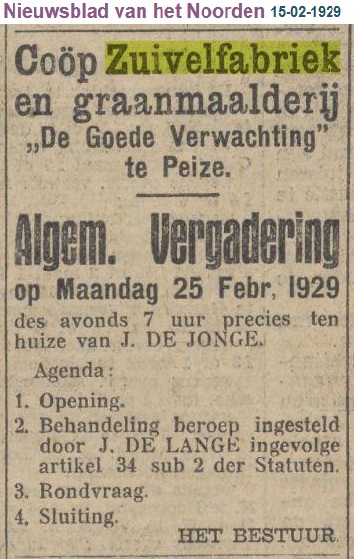 Nieuwsblad van het Noorden 15-02-1929
Coöp Zuivelfabriek
en graanmaalderij
„De Goede Verwachting”
te Peize.
Algem. Vergadering
op Maandag 25 Febr, 1929
des avonds 7 uur precies ten
huize van J. DE JONGE.
Agenda:
1. Opening.
2. Behandeling beroep ingesteld
door J. DE LANGE ingevolge
artikel 34 sub 2 der Statuten.
3. Rondvraag.
4. Sluiting.
HET BESTUUR.